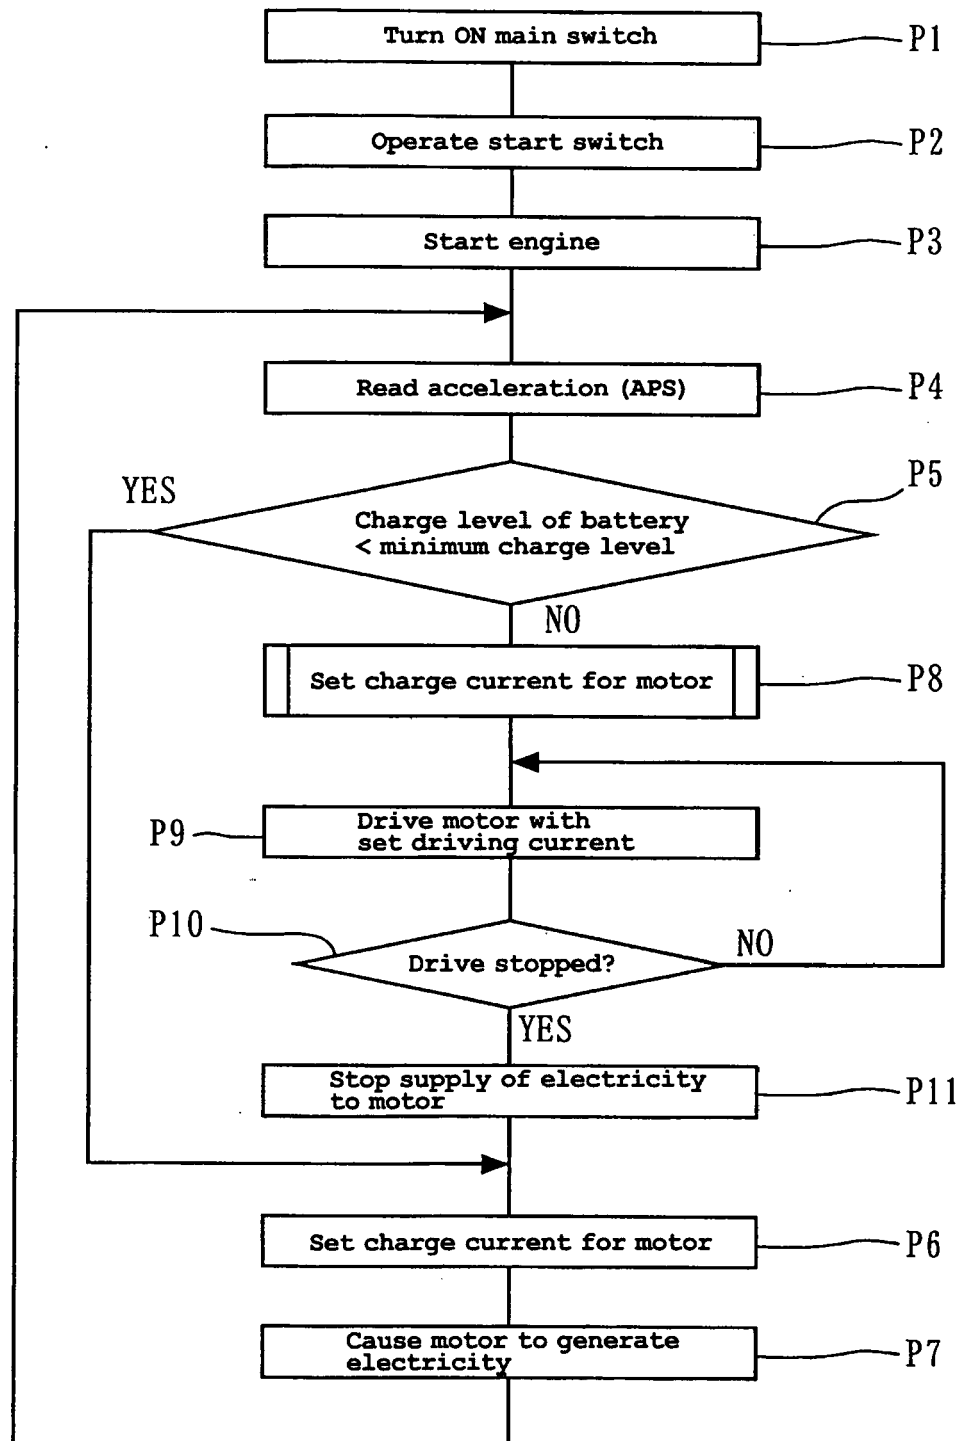 Turn ON main switch
P1
Operate start switch
P2
Start engine
P3
Read acceleration (APS)
P4
P5
YES
Charge level of battery
< minimum charge level
NO
Set charge current for motor
P8
P9
Drive motor with
set driving current
P10
Drive stopped?
NO
YES
Stop supply of electricity
to motor
P11
Set charge current for motor
P6
Cause motor to generate
electricity
P7